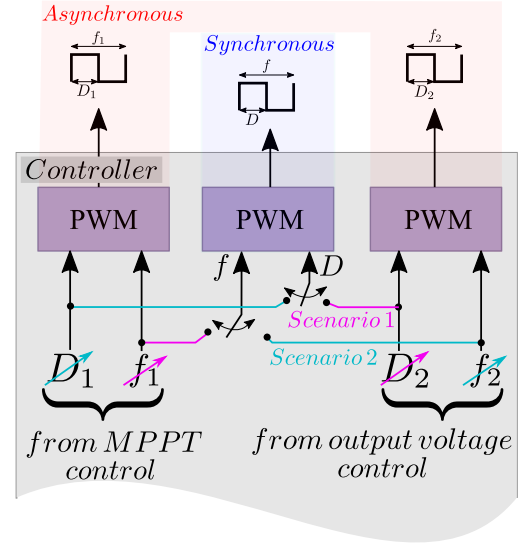 Asynchronous
f1
D1
Synchronous
f
D
f2
D2
Controller
PWM
PWM
PWM
f
D
Scenario 1
Scenario 2
D1
f1
D2
f2
from MPPT
control
from output voltage
control